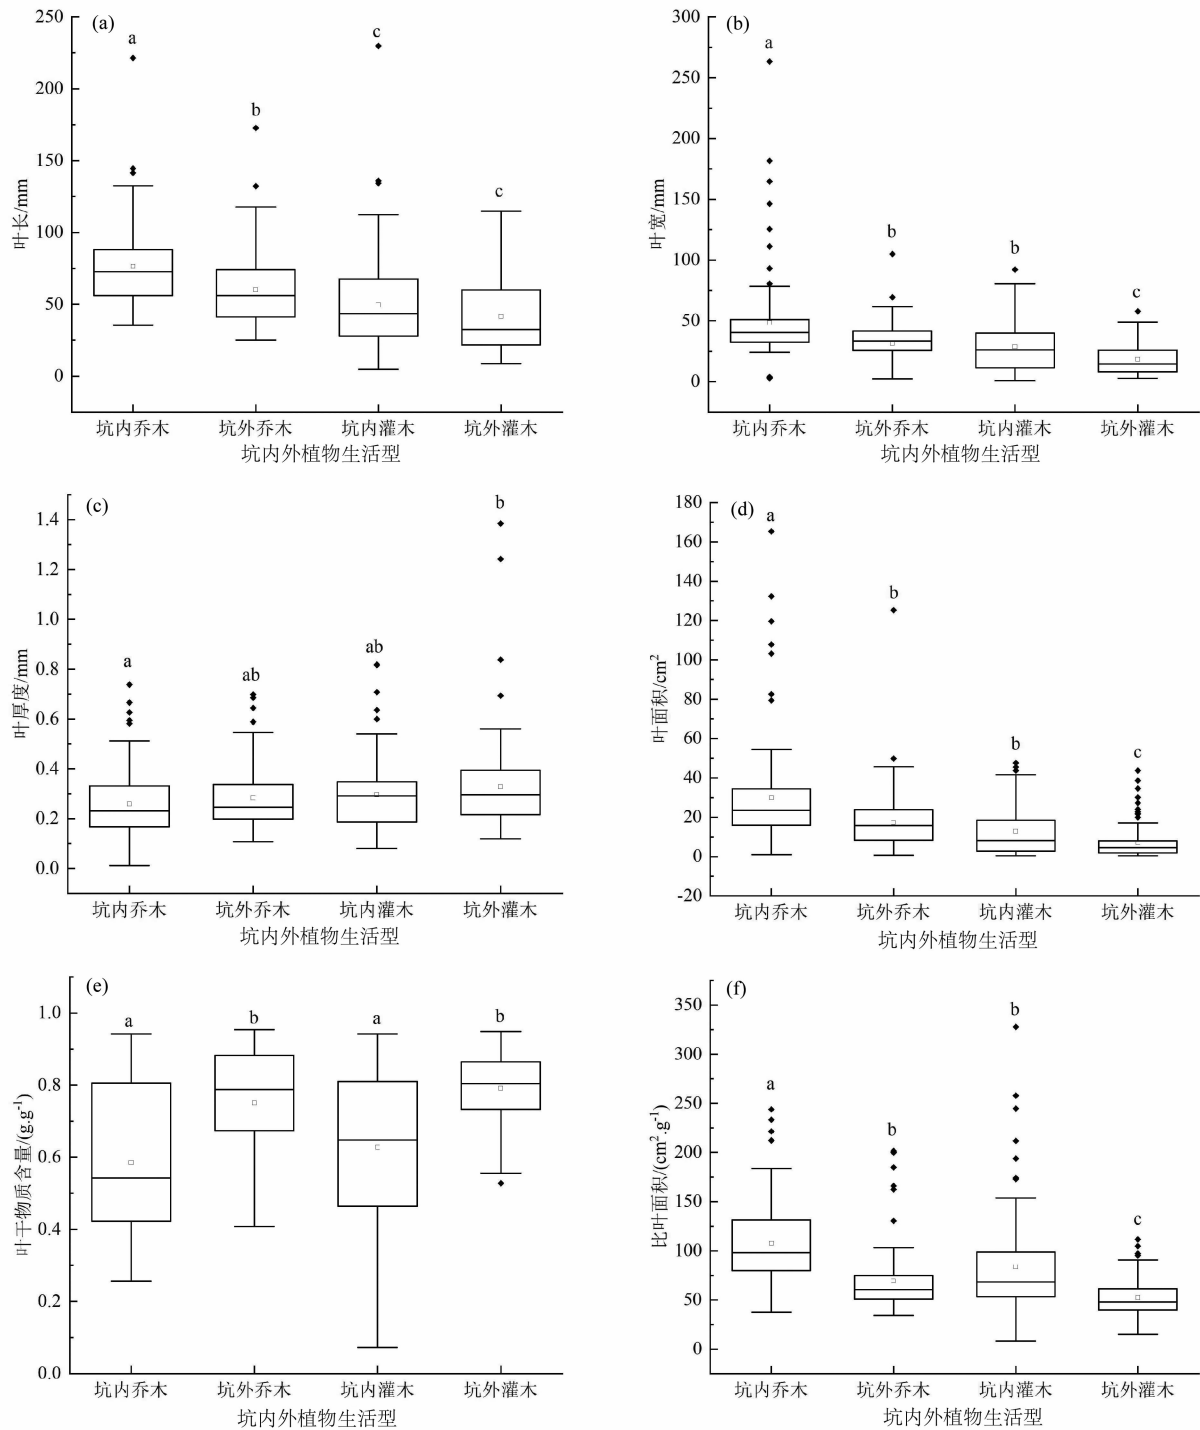 (a)
250
200
150
100
50
0
叶长/mm
a
b
c
c
坑内乔木 坑外乔木 坑内灌木 坑外灌木
坑内外植物生活型
(b)
300
250
200
150
100
50
0
叶宽/mm
a
b
b
c
坑内乔木 坑外乔木 坑内灌木 坑外灌木
坑内外植物生活型
(c)
1.4
1.2
1.0
0.8
0.6
0.4
0.2
0.0
叶厚度/mm
a
ab
ab
b
坑内乔木 坑外乔木 坑内灌木 坑外灌木
坑内外植物生活型
(d)
180
160
140
120
100
80
60
40
20
0
-20
叶面积/cm²
a
b
b
c
坑内乔木 坑外乔木 坑内灌木 坑外灌木
坑内外植物生活型
(e)
1.0
0.8
0.6
0.4
0.2
0.0
叶干物质含量/(g.g⁻¹)
a
b
a
b
坑内乔木 坑外乔木 坑内灌木 坑外灌木
坑内外植物生活型
(f)
350
300
250
200
150
100
50
0
比叶面积/(cm².g⁻¹)
a
b
b
c
坑内乔木 坑外乔木 坑内灌木 坑外灌木
坑内外植物生活型